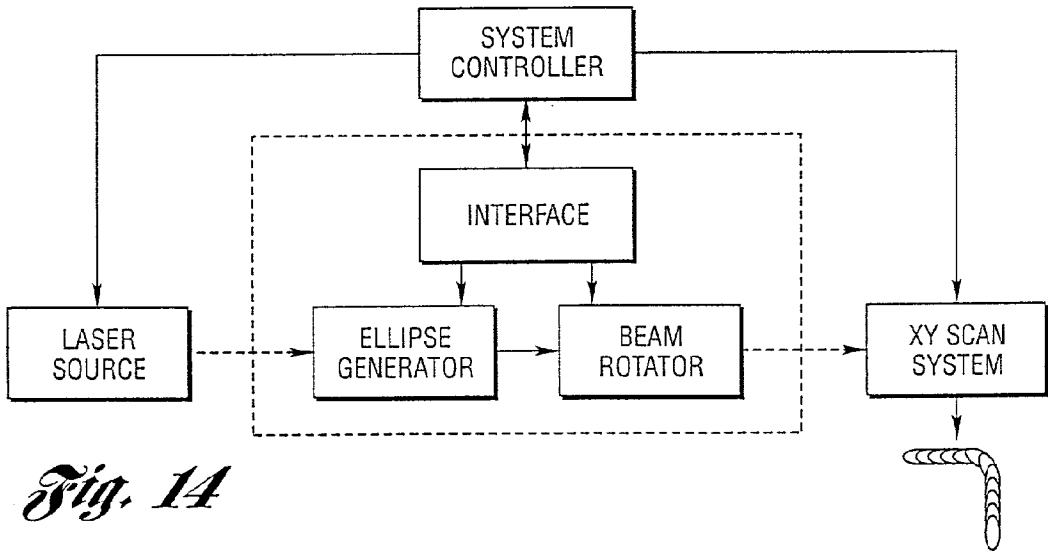 SYSTEM
CONTROLLER
INTERFACE
LASER
SOURCE
ELLIPSE
GENERATOR
BEAM
ROTATOR
XY SCAN
SYSTEM
Fig. 14